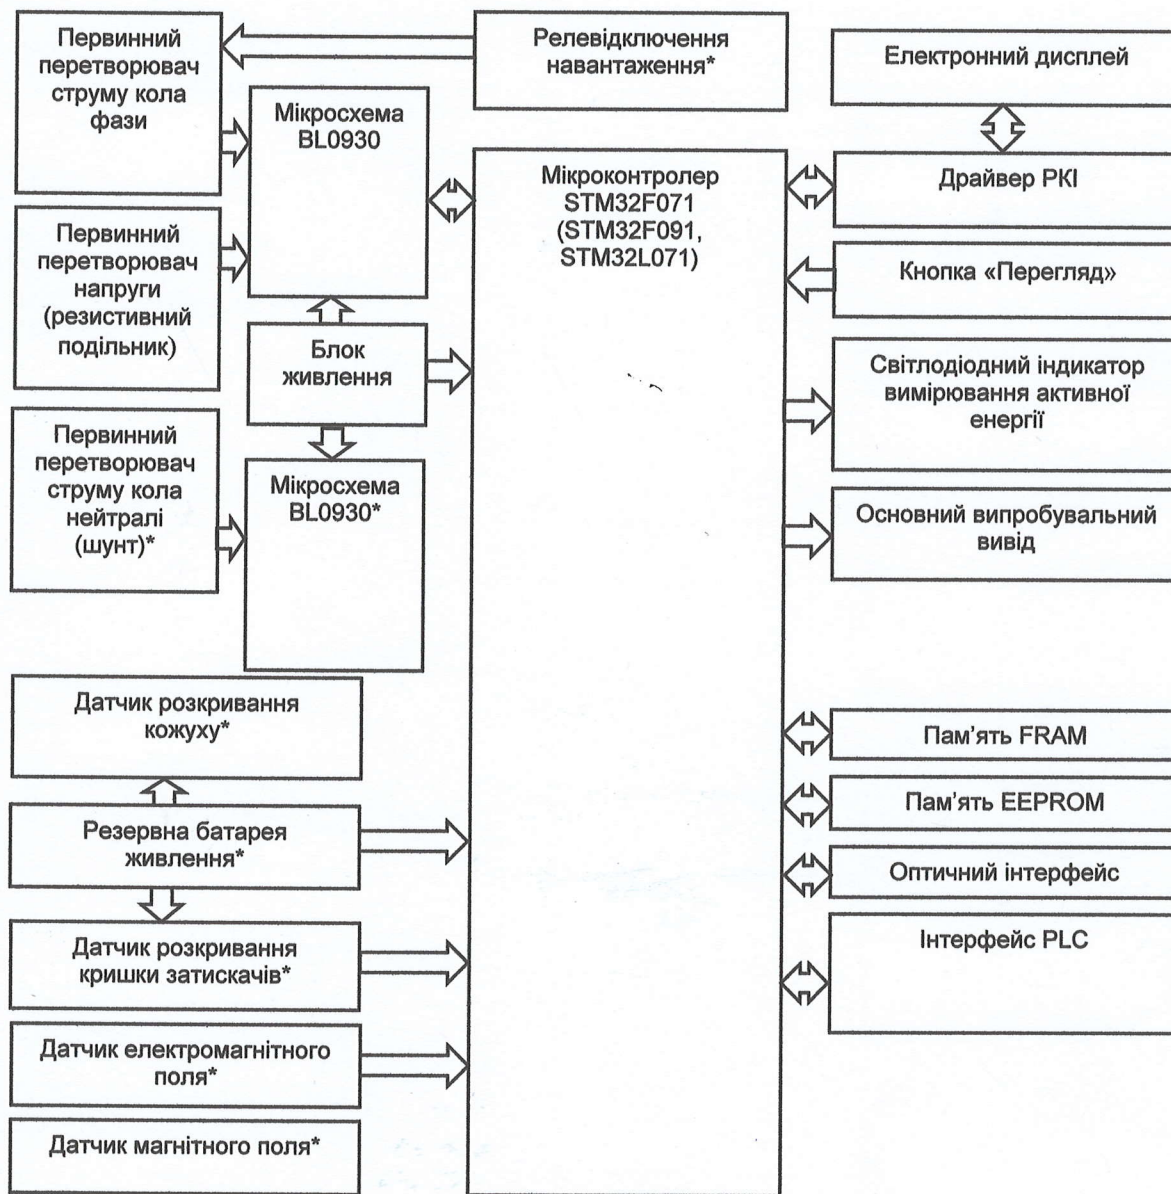 Первинний
перетворювач
струму кола
фази
Релевідключення
навантаження*
Електронний дисплей
Мікросхема
BL0930
Мікроконтролер
STM32F071
(STM32F091,
STM32L071)
Драйвер РКІ
Первинний
перетворювач
напруги
(резистивний
подільник)
Кнопка «Перегляд»
Блок
живлення
Світлодіодний індикатор
вимірювання активної
енергії
Первинний
перетворювач
струму кола
нейтралі
(шунт)*
Мікросхема
BL0930*
Основний випробувальний
вивід
Датчик розкривання
кожуху*
Пам’ять FRAM
Резервна батарея
живлення*
Пам’ять EEPROM
Оптичний інтерфейс
Датчик розкривання
кришки затискачів*
Інтерфейс PLC
Датчик електромагнітного
поля*
Датчик магнітного поля*